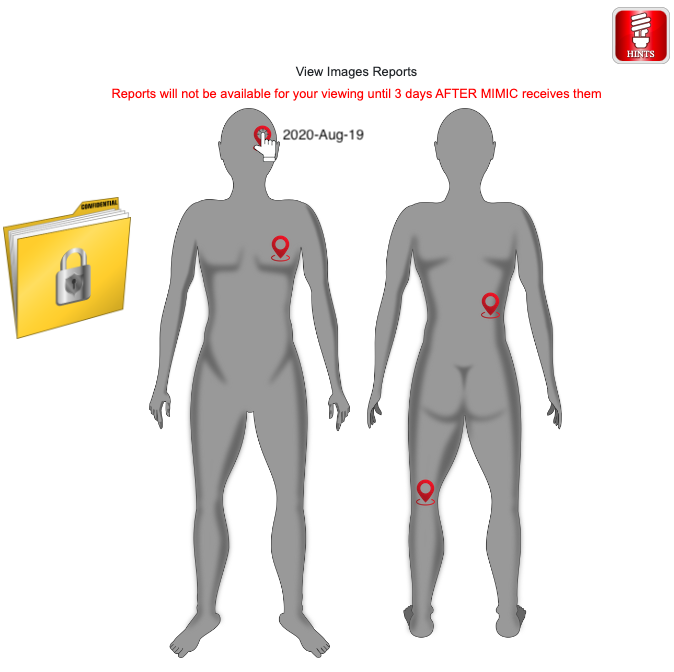 HINTS
View Images Reports
Reports will not be available for your viewing until 3 days AFTER MIMIC receives them
2020-Aug-19
CONFIDENTIAL